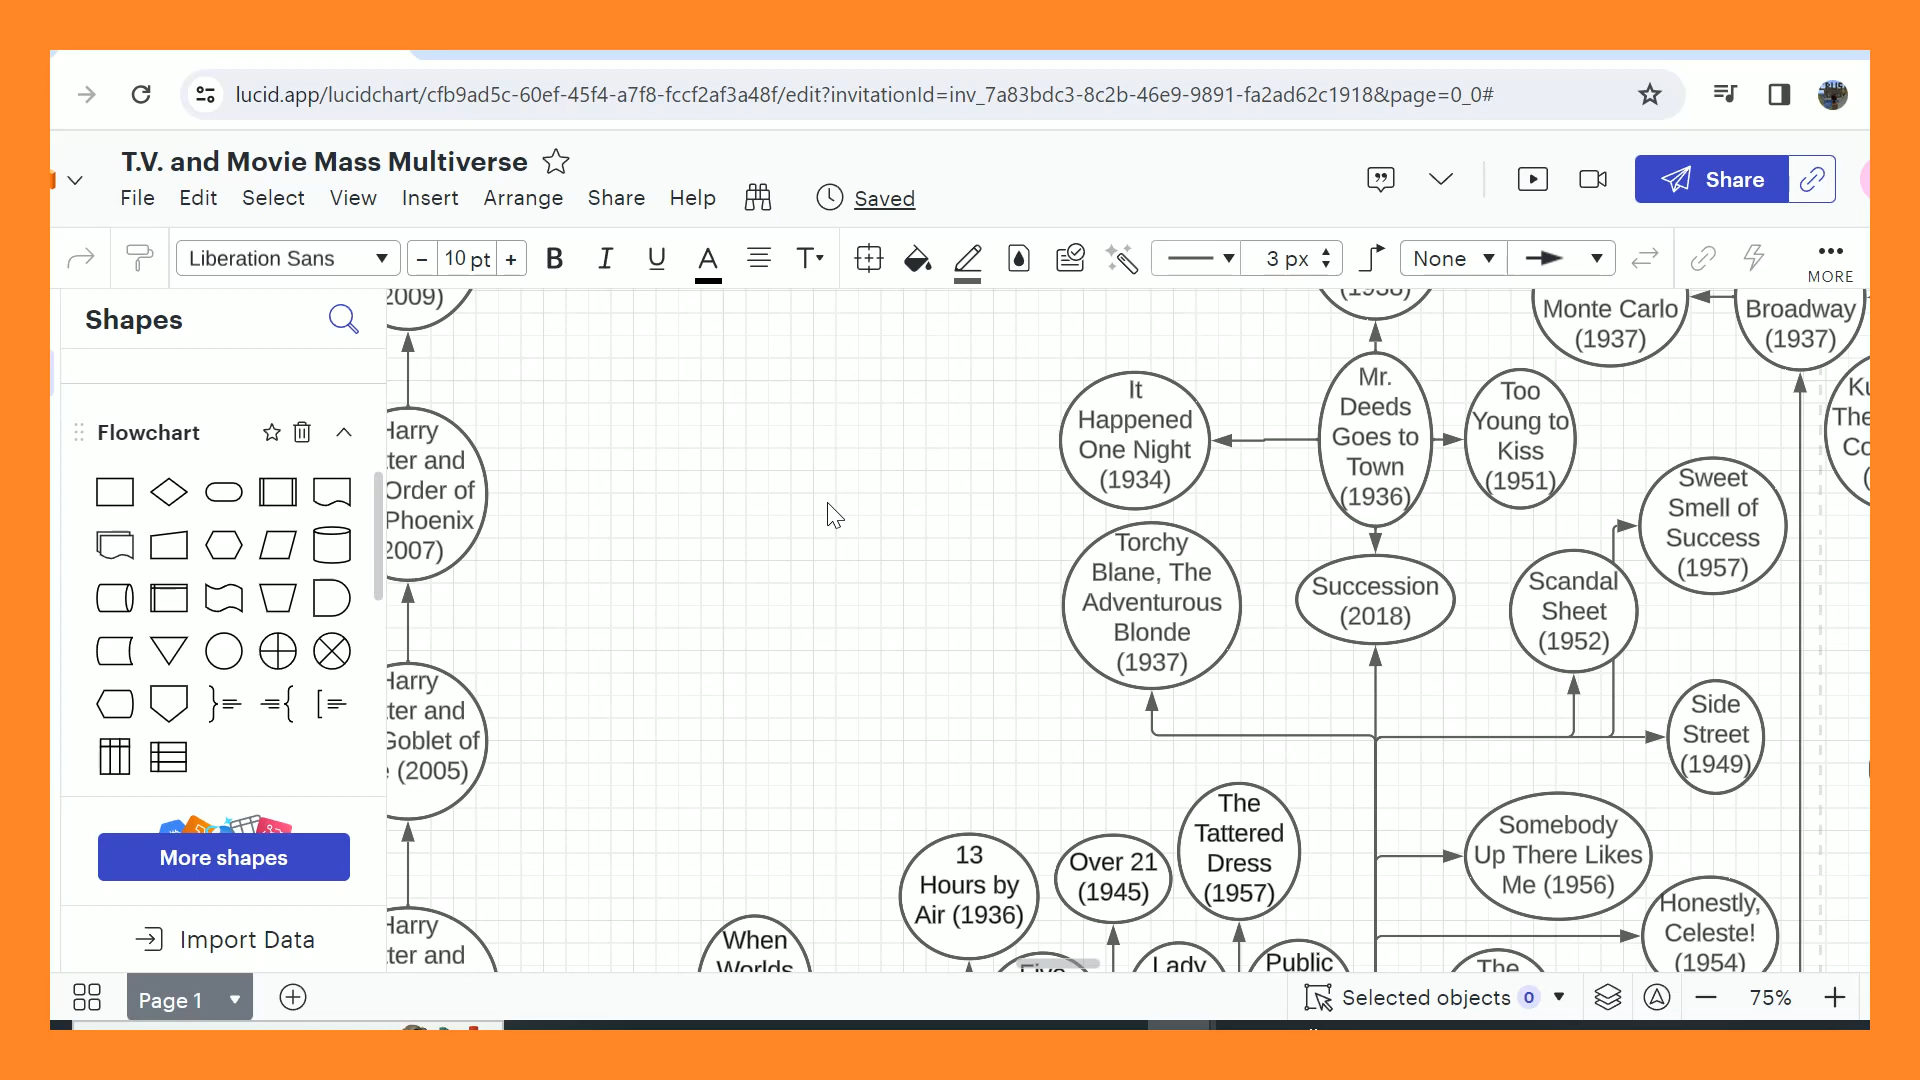 lucid.app/lucidchart/cfb9ad5c-60ef-45f4-a7f8-fccf2af3a48f/edit?invitationId=inv_7a83bdc3-8c2b-46e9-9891-fa2ad62c1918&page=0_0#
T.V. and Movie Mass Multiverse
File Edit Select View Insert Arrange Share Help Saved
Share
Liberation Sans
10 pt
B I U A T
3 px
None
MORE
Shapes
Flowchart
More shapes
Import Data
2009)
Harry
ter and
Order of
Phoenix
2007)
Harry
ter and
Goblet of
(2005)
Harry
ter and
(1938)
Mr.
Deeds
Goes to
Town
(1936)
It
Happened
One Night
(1934)
Too
Young to
Kiss
(1951)
Monte Carlo
(1937)
Broadway
(1937)
Ku
The
Co
(
Sweet
Smell of
Success
(1957)
Torchy
Blane, The
Adventurous
Blonde
(1937)
Succession
(2018)
Scandal
Sheet
(1952)
Side
Street
(1949)
The
Tattered
Dress
(1957)
Somebody
Up There Likes
Me (1956)
13
Hours by
Air (1936)
Over 21
(1945)
Honestly,
Celeste!
(1954)
When
Worlds
Five
Lady
Public
The
Page 1
Selected objects 0
75%